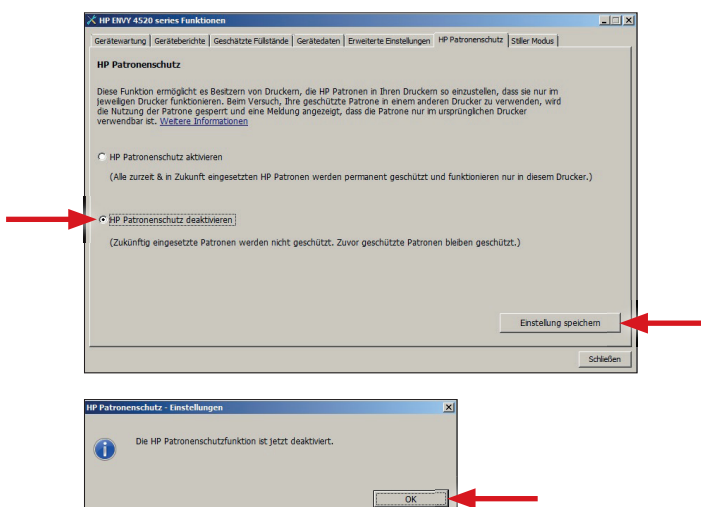 HP ENVY 4520 series Funktionen
Gerätewartung Geräteberichte Geschätzte Füllstände Gerätedaten Erweiterte Einstellungen HP Patronenschutz Stiller Modus
HP Patronenschutz
Diese Funktion ermöglicht es Besitzern von Druckern, die HP Patronen in Ihren Druckern so einzustellen, dass sie nur im
jeweiligen Drucker funktionieren. Beim Versuch, Ihre geschützte Patrone in einem anderen Drucker zu verwenden, wird
die Nutzung der Patrone gesperrt und eine Meldung angezeigt, dass die Patrone nur im ursprünglichen Drucker
verwendbar ist. Weitere Informationen
HP Patronenschutz aktivieren
(Alle zurzeit & in Zukunft eingesetzten HP Patronen werden permanent geschützt und funktionieren nur in diesem Drucker.)
HP Patronenschutz deaktivieren
(Zukünftig eingesetzte Patronen werden nicht geschützt. Zuvor geschützte Patronen bleiben geschützt.)
Einstellung speichern
Schließen
HP Patronenschutz - Einstellungen
Die HP Patronenschutzfunktion ist jetzt deaktiviert.
OK